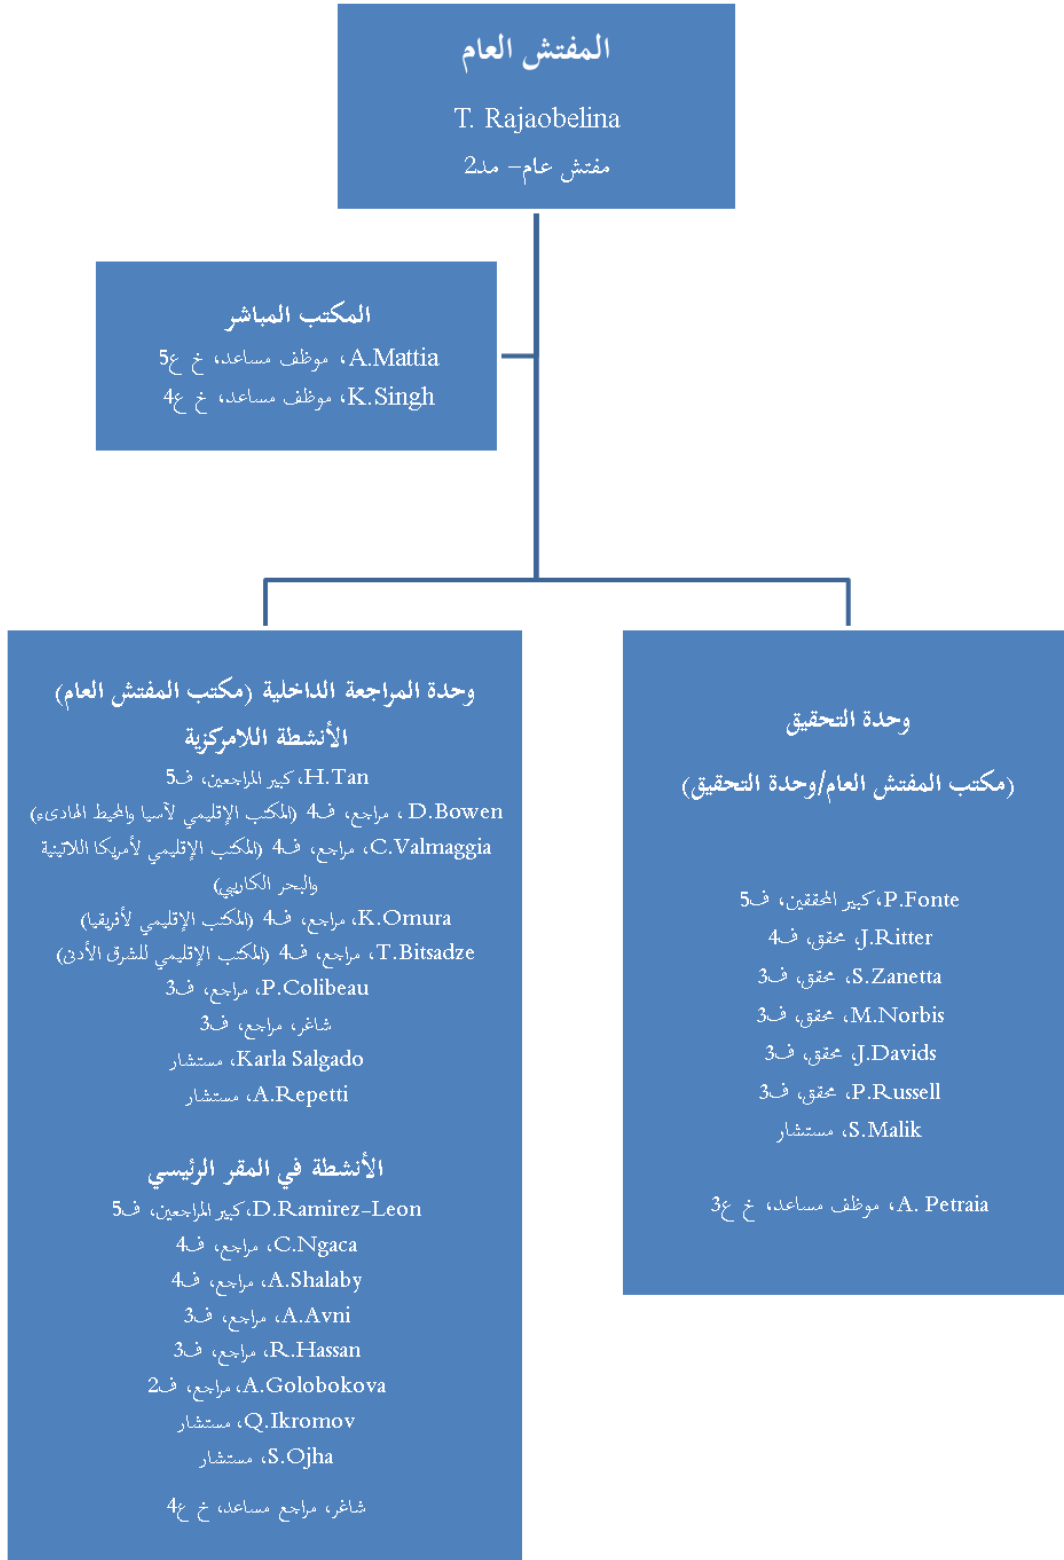 المفتش العام
T. Rajaobelina
مفتش عام– مد2
المكتب المباشر
A.Mattia، موظف مساعد، خ ع5
K.Singh، موظف مساعد، خ ع4
وحدة المراجعة الداخلية (مكتب المفتش العام)
الأنشطة اللامركزية
H.Tan، كبير المراجعين، ف5
D.Bowen ، مراجع، ف4 (المكتب الإقليمي لآسيا والمحيط الهادىء)
C.Valmaggia، مراجع، ف4 (المكتب الإقليمي لأمريكا اللاتينية
والبحر الكاريبي)
K.Omura، مراجع، ف4 (المكتب الإقليمي لأفريقيا)
T.Bitsadze، مراجع، ف4 (المكتب الإقليمي للشرق الأدنى)
P.Colibeau، مراجع، ف3
شاغر، مراجع، ف3
Karla Salgado، مستشار
A.Repetti، مستشار
الأنشطة في المقر الرئيسي
D.Ramirez-Leon، كبير المراجعين، ف5
C.Ngaca، مراجع، ف4
A.Shalaby، مراجع، ف4
A.Avni، مراجع، ف3
R.Hassan، مراجع، ف3
A.Golobokova، مراجع، ف2
Q.Ikromov، مستشار
S.Ojha، مستشار
شاغر، مراجع مساعد، خ ع4
وحدة التحقيق
(مكتب المفتش العام/وحدة التحقيق)
P.Fonte، كبير المحققين، ف5
J.Ritter، محقق، ف4
S.Zanetta، محقق، ف3
M.Norbis، محقق، ف3
J.Davids، محقق، ف3
P.Russell، محقق، ف3
S.Malik، مستشار
A. Petraia، موظف مساعد، خ ع3